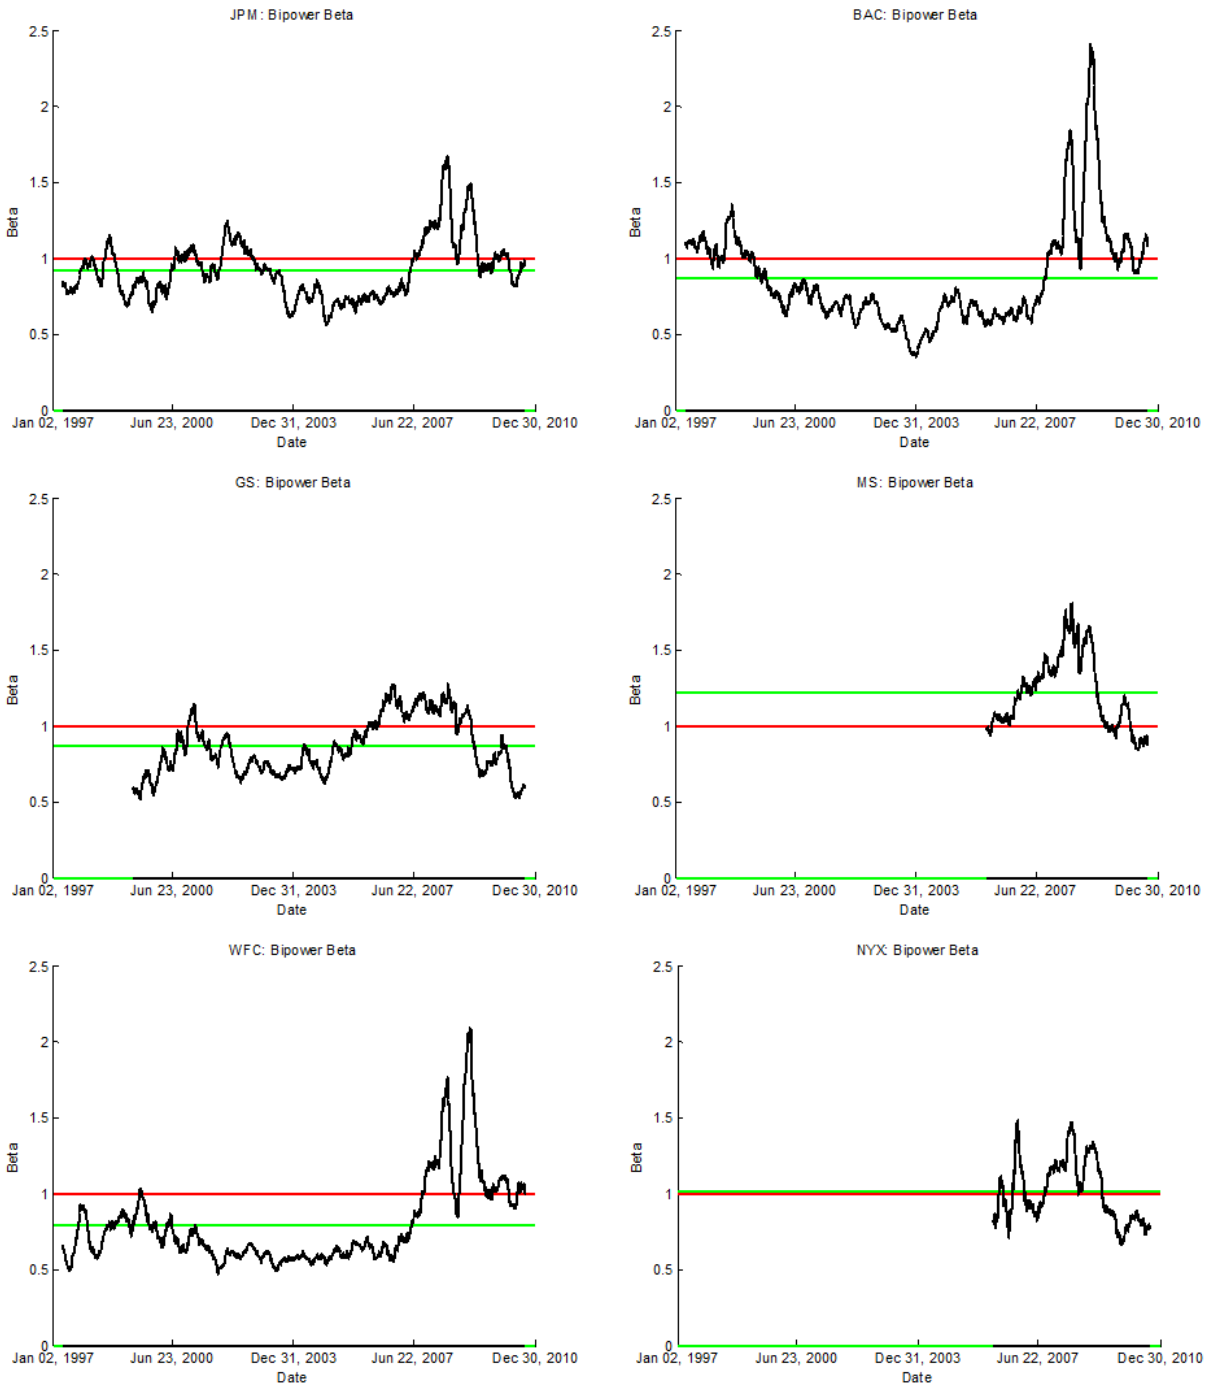 JPM: Bipower Beta
2.5
2
1.5
1
0.5
0
Beta
Jan 02, 1997 Jun 23, 2000 Dec 31, 2003 Jun 22, 2007 Dec 30, 2010
Date
BAC: Bipower Beta
2.5
2
1.5
1
0.5
0
Beta
Jan 02, 1997 Jun 23, 2000 Dec 31, 2003 Jun 22, 2007 Dec 30, 2010
Date
GS: Bipower Beta
2.5
2
1.5
1
0.5
0
Beta
Jan 02, 1997 Jun 23, 2000 Dec 31, 2003 Jun 22, 2007 Dec 30, 2010
Date
MS: Bipower Beta
2.5
2
1.5
1
0.5
0
Beta
Jan 02, 1997 Jun 23, 2000 Dec 31, 2003 Jun 22, 2007 Dec 30, 2010
Date
WFC: Bipower Beta
2.5
2
1.5
1
0.5
0
Beta
Jan 02, 1997 Jun 23, 2000 Dec 31, 2003 Jun 22, 2007 Dec 30, 2010
Date
NYX: Bipower Beta
2.5
2
1.5
1
0.5
0
Beta
Jan 02, 1997 Jun 23, 2000 Dec 31, 2003 Jun 22, 2007 Dec 30, 2010
Date